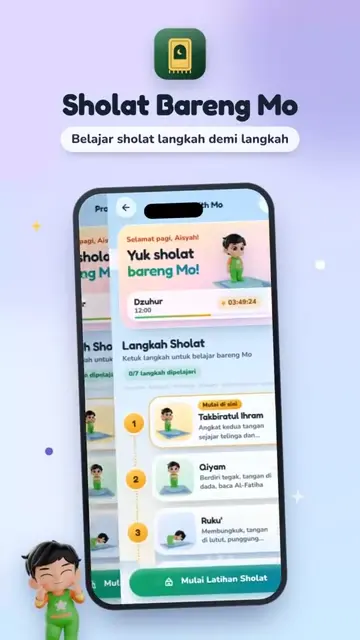 Sholat Bareng Mo
Belajar sholat langkah demi langkah
Selamat pagi, Aisyah!
Yuk sholat
bareng Mo!
Dzuhur
12:00
03:49:24
Langkah Sholat
Ketuk langkah untuk belajar bareng Mo
0/7 langkah dipelajari
Mulai di sini
1
Takbiratul Ihram
Angkat kedua tangan
sejajar telinga dan...
2
Qiyam
Berdiri tegak, tangan di
dada, baca Al-Fatiha
3
Ruku'
Membungkuk, tangan
di lutut, punggung...
Mulai Latihan Sholat